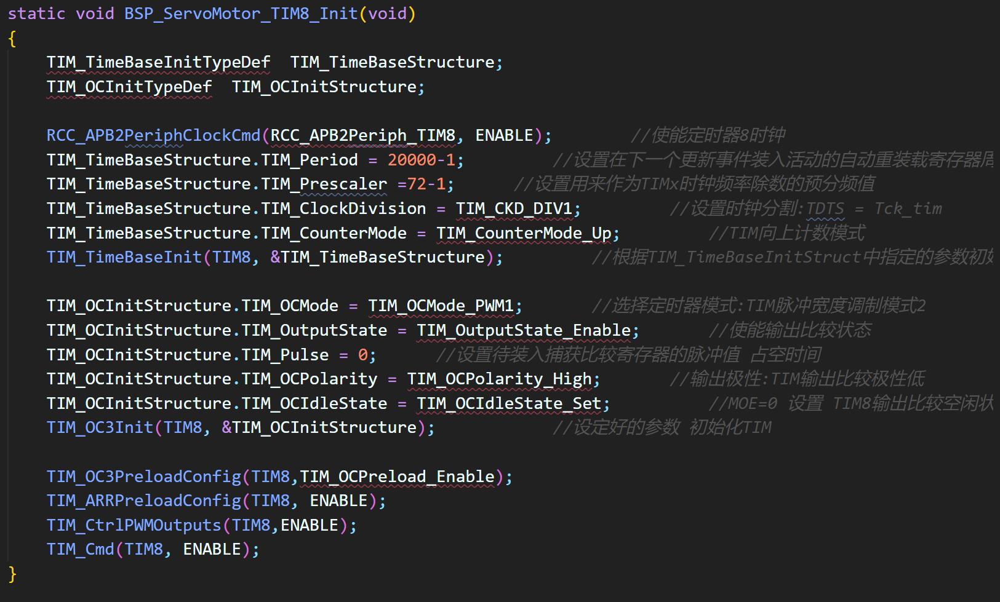 static void BSP_ServoMotor_TIM8_Init(void)
{
TIM_TimeBaseInitTypeDef  TIM_TimeBaseStructure;
TIM_OCInitTypeDef  TIM_OCInitStructure;
RCC_APB2PeriphClockCmd(RCC_APB2Periph_TIM8, ENABLE); //使能定时器8时钟
TIM_TimeBaseStructure.TIM_Period = 20000-1; //设置在下一个更新事件装入活动的自动重装载寄存器周
TIM_TimeBaseStructure.TIM_Prescaler =72-1; //设置用来作为TIMx时钟频率除数的预分频值
TIM_TimeBaseStructure.TIM_ClockDivision = TIM_CKD_DIV1; //设置时钟分割:TDTS = Tck_tim
TIM_TimeBaseStructure.TIM_CounterMode = TIM_CounterMode_Up; //TIM向上计数模式
TIM_TimeBaseInit(TIM8, &TIM_TimeBaseStructure); //根据TIM_TimeBaseInitStruct中指定的参数初始
TIM_OCInitStructure.TIM_OCMode = TIM_OCMode_PWM1; //选择定时器模式:TIM脉冲宽度调制模式2
TIM_OCInitStructure.TIM_OutputState = TIM_OutputState_Enable; //使能输出比较状态
TIM_OCInitStructure.TIM_Pulse = 0; //设置待装入捕获比较寄存器的脉冲值 占空时间
TIM_OCInitStructure.TIM_OCPolarity = TIM_OCPolarity_High; //输出极性:TIM输出比较极性低
TIM_OCInitStructure.TIM_OCIdleState = TIM_OCIdleState_Set; //MOE=0 设置 TIM8输出比较空闲状
TIM_OC3Init(TIM8, &TIM_OCInitStructure); //设定好的参数 初始化TIM
TIM_OC3PreloadConfig(TIM8,TIM_OCPreload_Enable);
TIM_ARRPreloadConfig(TIM8, ENABLE);
TIM_CtrlPWMOutputs(TIM8,ENABLE);
TIM_Cmd(TIM8, ENABLE);
}